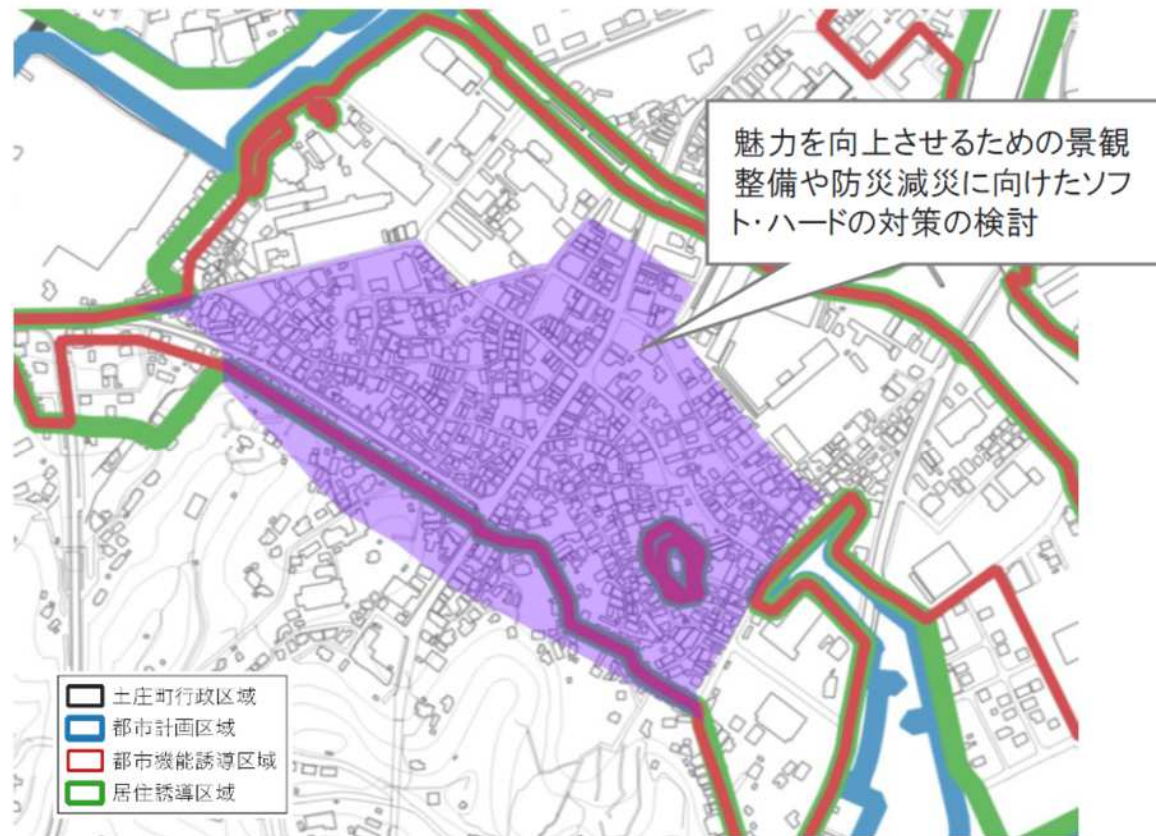 魅力を向上させるための景観
整備や防災減災に向けたソフ
ト・ハードの対策の検討
土庄町行政区域
都市計画区域
都市機能誘導区域
居住誘導区域